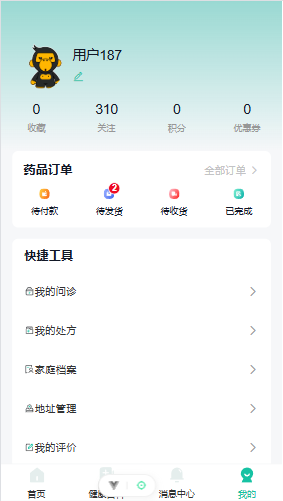 用户187
0 310 0 0
收藏 关注 积分 优惠券
药品订单 全部订单
2
待付款 待发货 待收货 已完成
快捷工具
我的问诊
我的处方
家庭档案
地址管理
我的评价
首页 健康 消息中心 我的